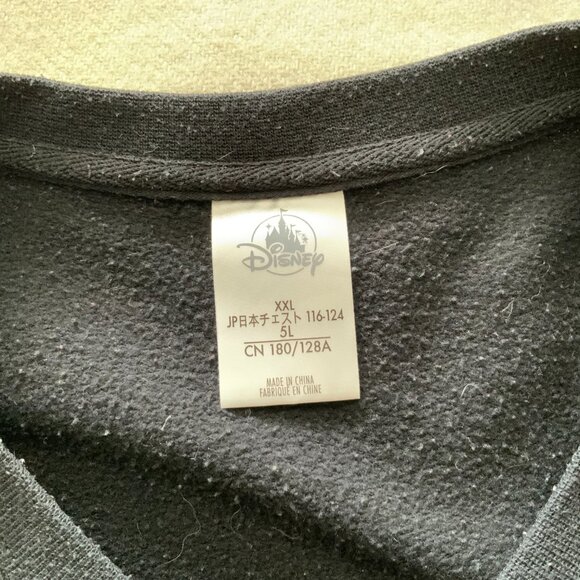 Disney
XXL
JP日本チェスト 116-124
5L
CN 180/128A
MADE IN CHINA
FABRIQUÉ EN CHINE